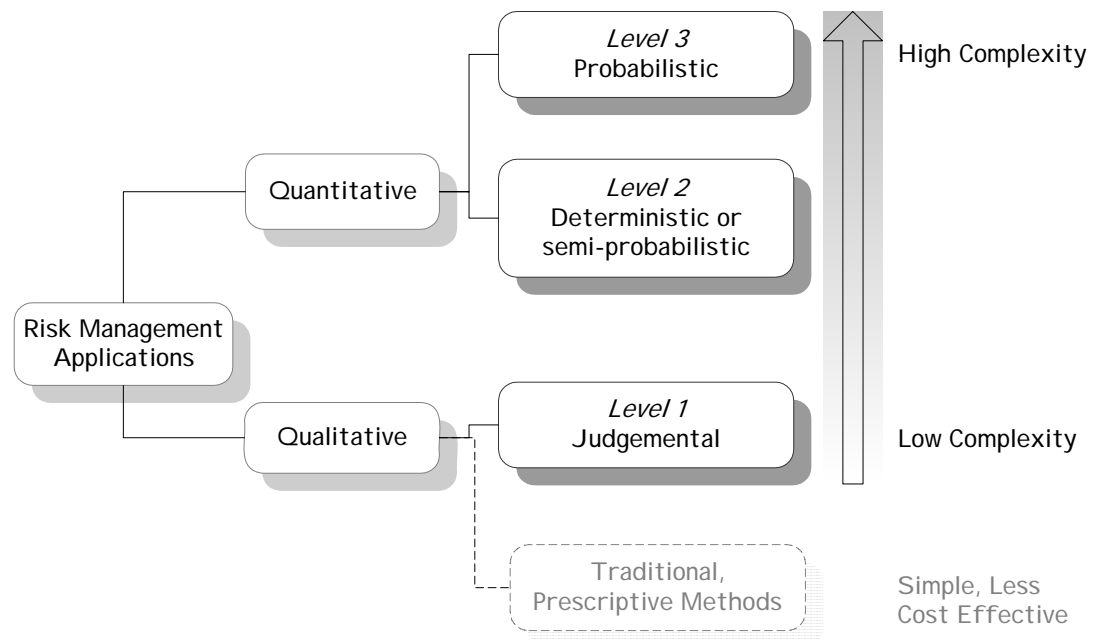 Level 3
Probabilistic
High Complexity
Quantitative
Level 2
Deterministic or
semi-probabilistic
Risk Management
Applications
Qualitative
Level 1
Judgemental
Low Complexity
Traditional,
Prescriptive Methods
Simple, Less
Cost Effective